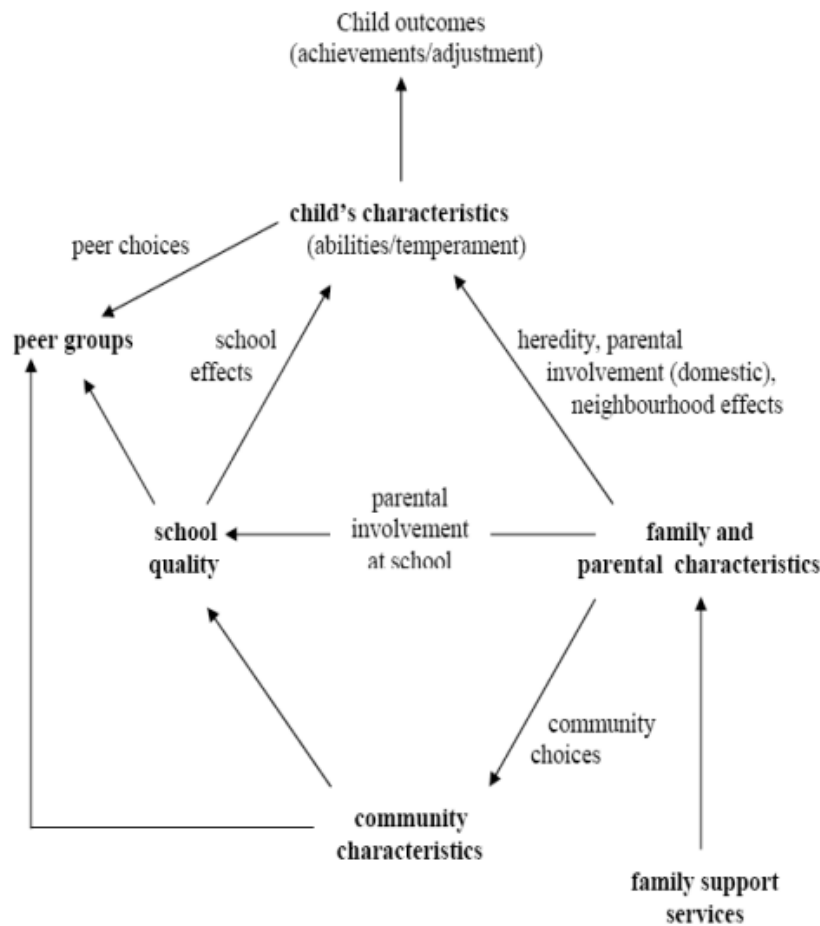 Child outcomes
(achievements/adjustment)
child's characteristics
(abilities/temperament)
peer choices
peer groups
school
effects
heredity, parental
involvement (domestic),
neighbourhood effects
parental
involvement
at school
school
quality
family and
parental characteristics
community
choices
community
characteristics
family support
services